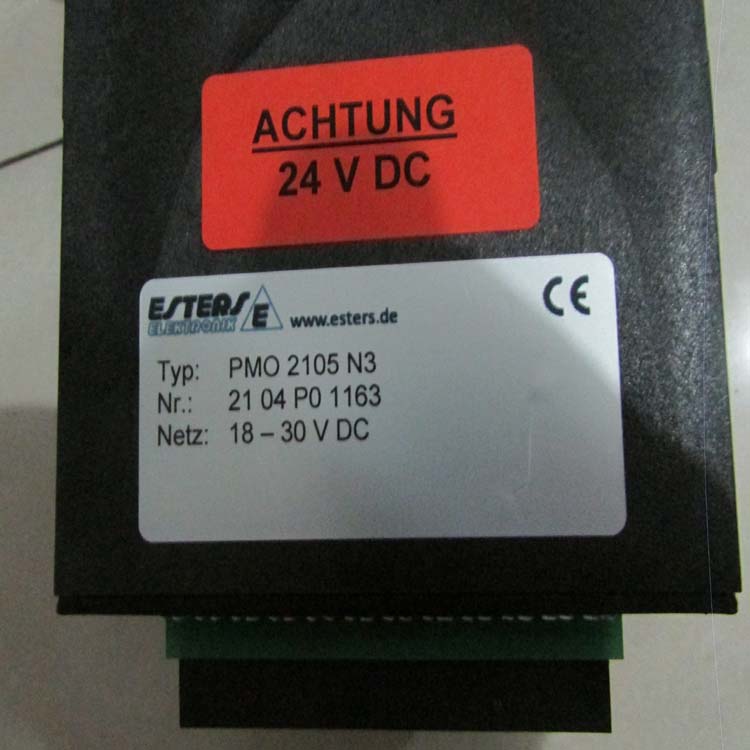 ACHTUNG
24 V DC
ESTERS E
ELEKTRONIK
www.esters.de
CE
Typ: PMO 2105 N3
Nr.: 21 04 P0 1163
Netz: 18 – 30 V DC